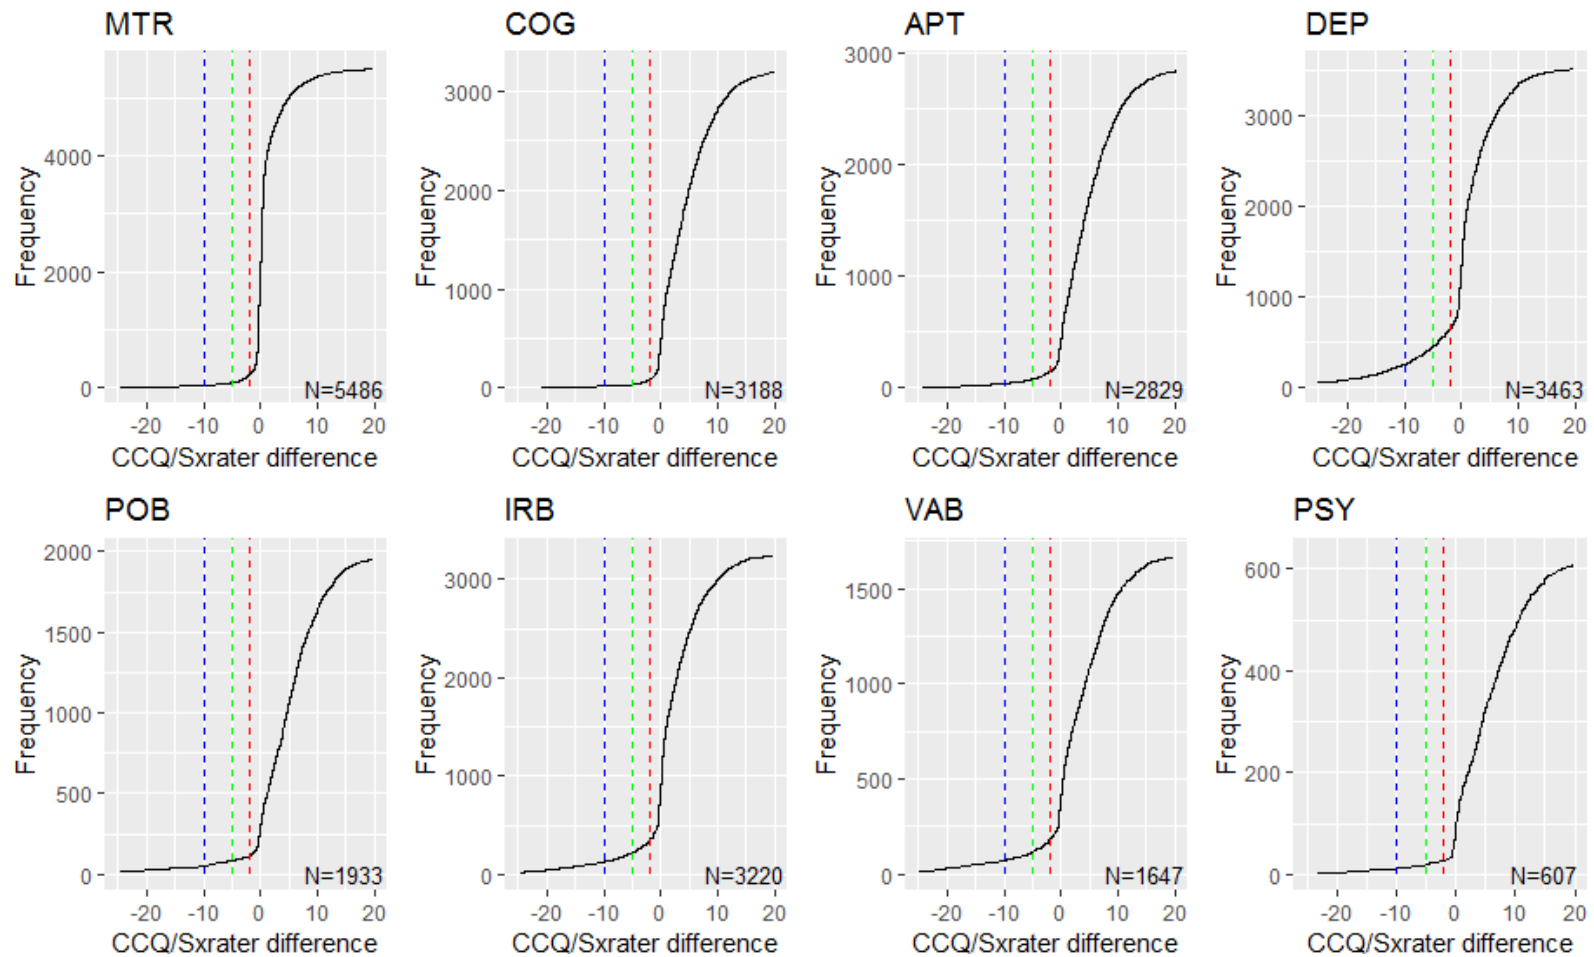 MTR
COG
APT
DEP
Frequency
4000
2000
0
N=5486
-20 -10 0 10 20
CCQ/Sxrater difference
Frequency
3000
2000
1000
0
N=3188
-20 -10 0 10 20
CCQ/Sxrater difference
Frequency
3000
2000
1000
0
N=2829
-20 -10 0 10 20
CCQ/Sxrater difference
Frequency
3000
2000
1000
0
N=3463
-20 -10 0 10 20
CCQ/Sxrater difference
POB
IRB
VAB
PSY
Frequency
2000
1500
1000
500
0
N=1933
-20 -10 0 10 20
CCQ/Sxrater difference
Frequency
3000
2000
1000
0
N=3220
-20 -10 0 10 20
CCQ/Sxrater difference
Frequency
1500
1000
500
0
N=1647
-20 -10 0 10 20
CCQ/Sxrater difference
Frequency
600
400
200
0
N=607
-20 -10 0 10 20
CCQ/Sxrater difference